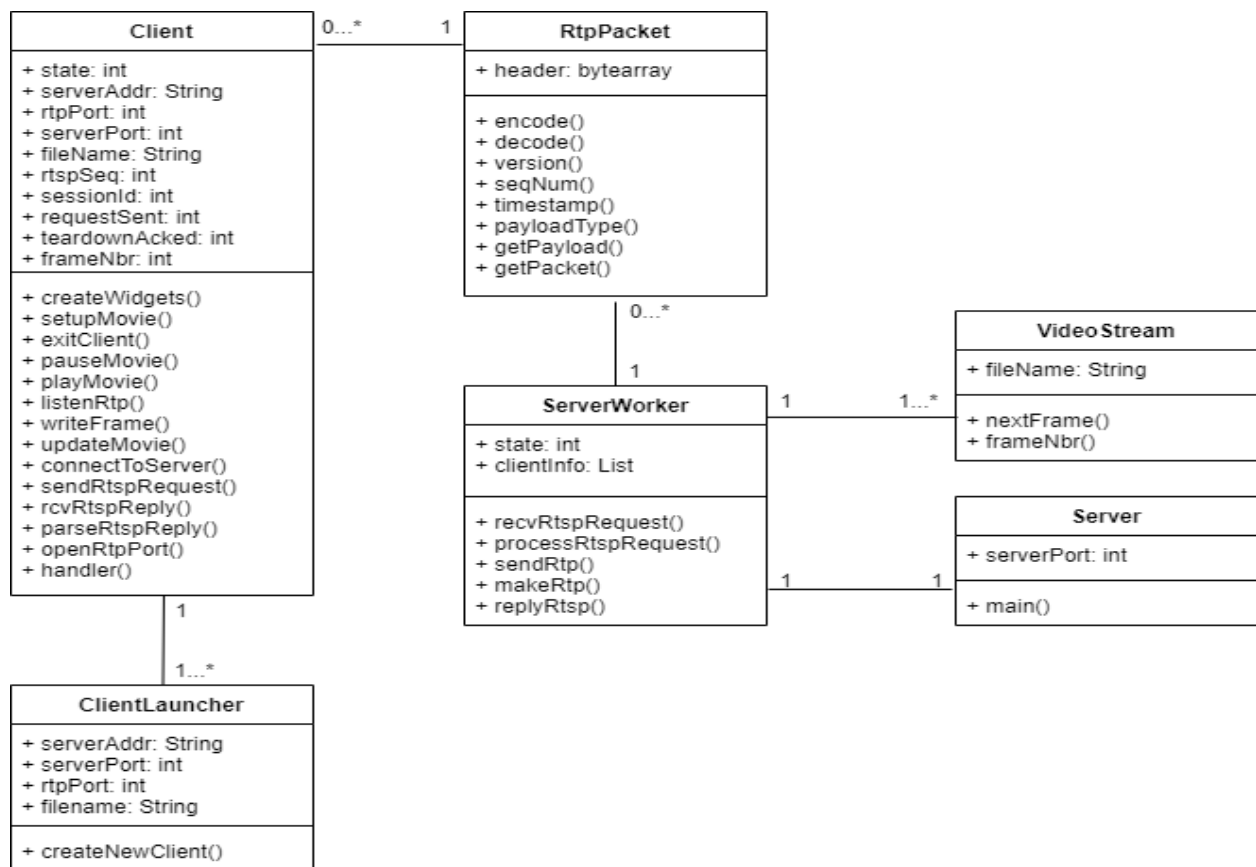 Client
+ state: int
+ serverAddr: String
+ rtpPort: int
+ serverPort: int
+ fileName: String
+ rtspSeq: int
+ sessionId: int
+ requestSent: int
+ teardownAcked: int
+ frameNbr: int
+ createWidgets()
+ setupMovie()
+ exitClient()
+ pauseMovie()
+ playMovie()
+ listenRtp()
+ writeFrame()
+ updateMovie()
+ connectToServer()
+ sendRtspRequest()
+ rcvRtspReply()
+ parseRtspReply()
+ openRtpPort()
+ handler()
0...*
1
RtpPacket
+ header: bytearray
+ encode()
+ decode()
+ version()
+ seqNum()
+ timestamp()
+ payloadType()
+ getPayload()
+ getPacket()
0...*
1
ServerWorker
+ state: int
+ clientInfo: List
+ recvRtspRequest()
+ processRtspRequest()
+ sendRtp()
+ makeRtp()
+ replyRtsp()
1
1...*
VideoStream
+ fileName: String
+ nextFrame()
+ frameNbr()
1
1
Server
+ serverPort: int
+ main()
1
1...*
ClientLauncher
+ serverAddr: String
+ serverPort: int
+ rtpPort: int
+ filename: String
+ createNewClient()